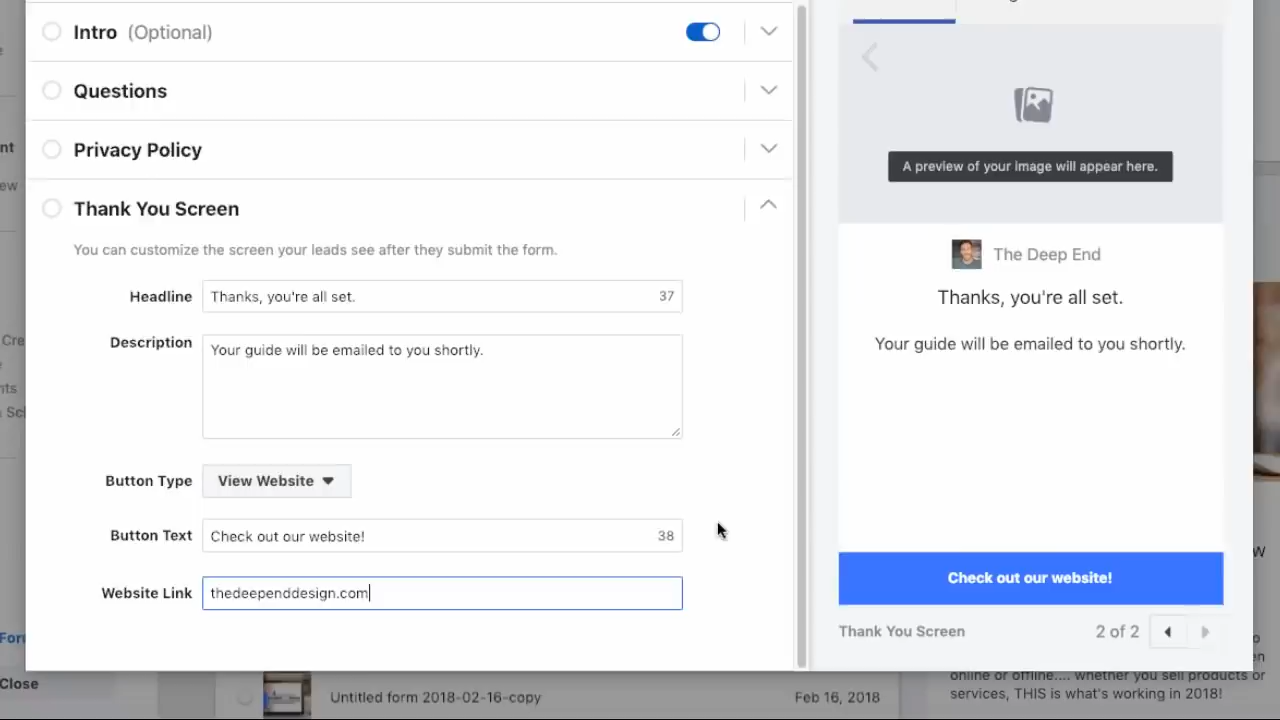 Intro (Optional)
Questions
Privacy Policy
Thank You Screen
You can customize the screen your leads see after they submit the form.
Headline Thanks, you're all set. 37
Description Your guide will be emailed to you shortly.
Button Type View Website
Button Text Check out our website! 38
Website Link thedeependdesign.com
A preview of your image will appear here.
The Deep End
Thanks, you're all set.
Your guide will be emailed to you shortly.
Check out our website!
Thank You Screen 2 of 2
Close
Untitled form 2018-02-16-copy Feb 16, 2018
online or offline.... whether you sell products or
services, THIS is what's working in 2018!